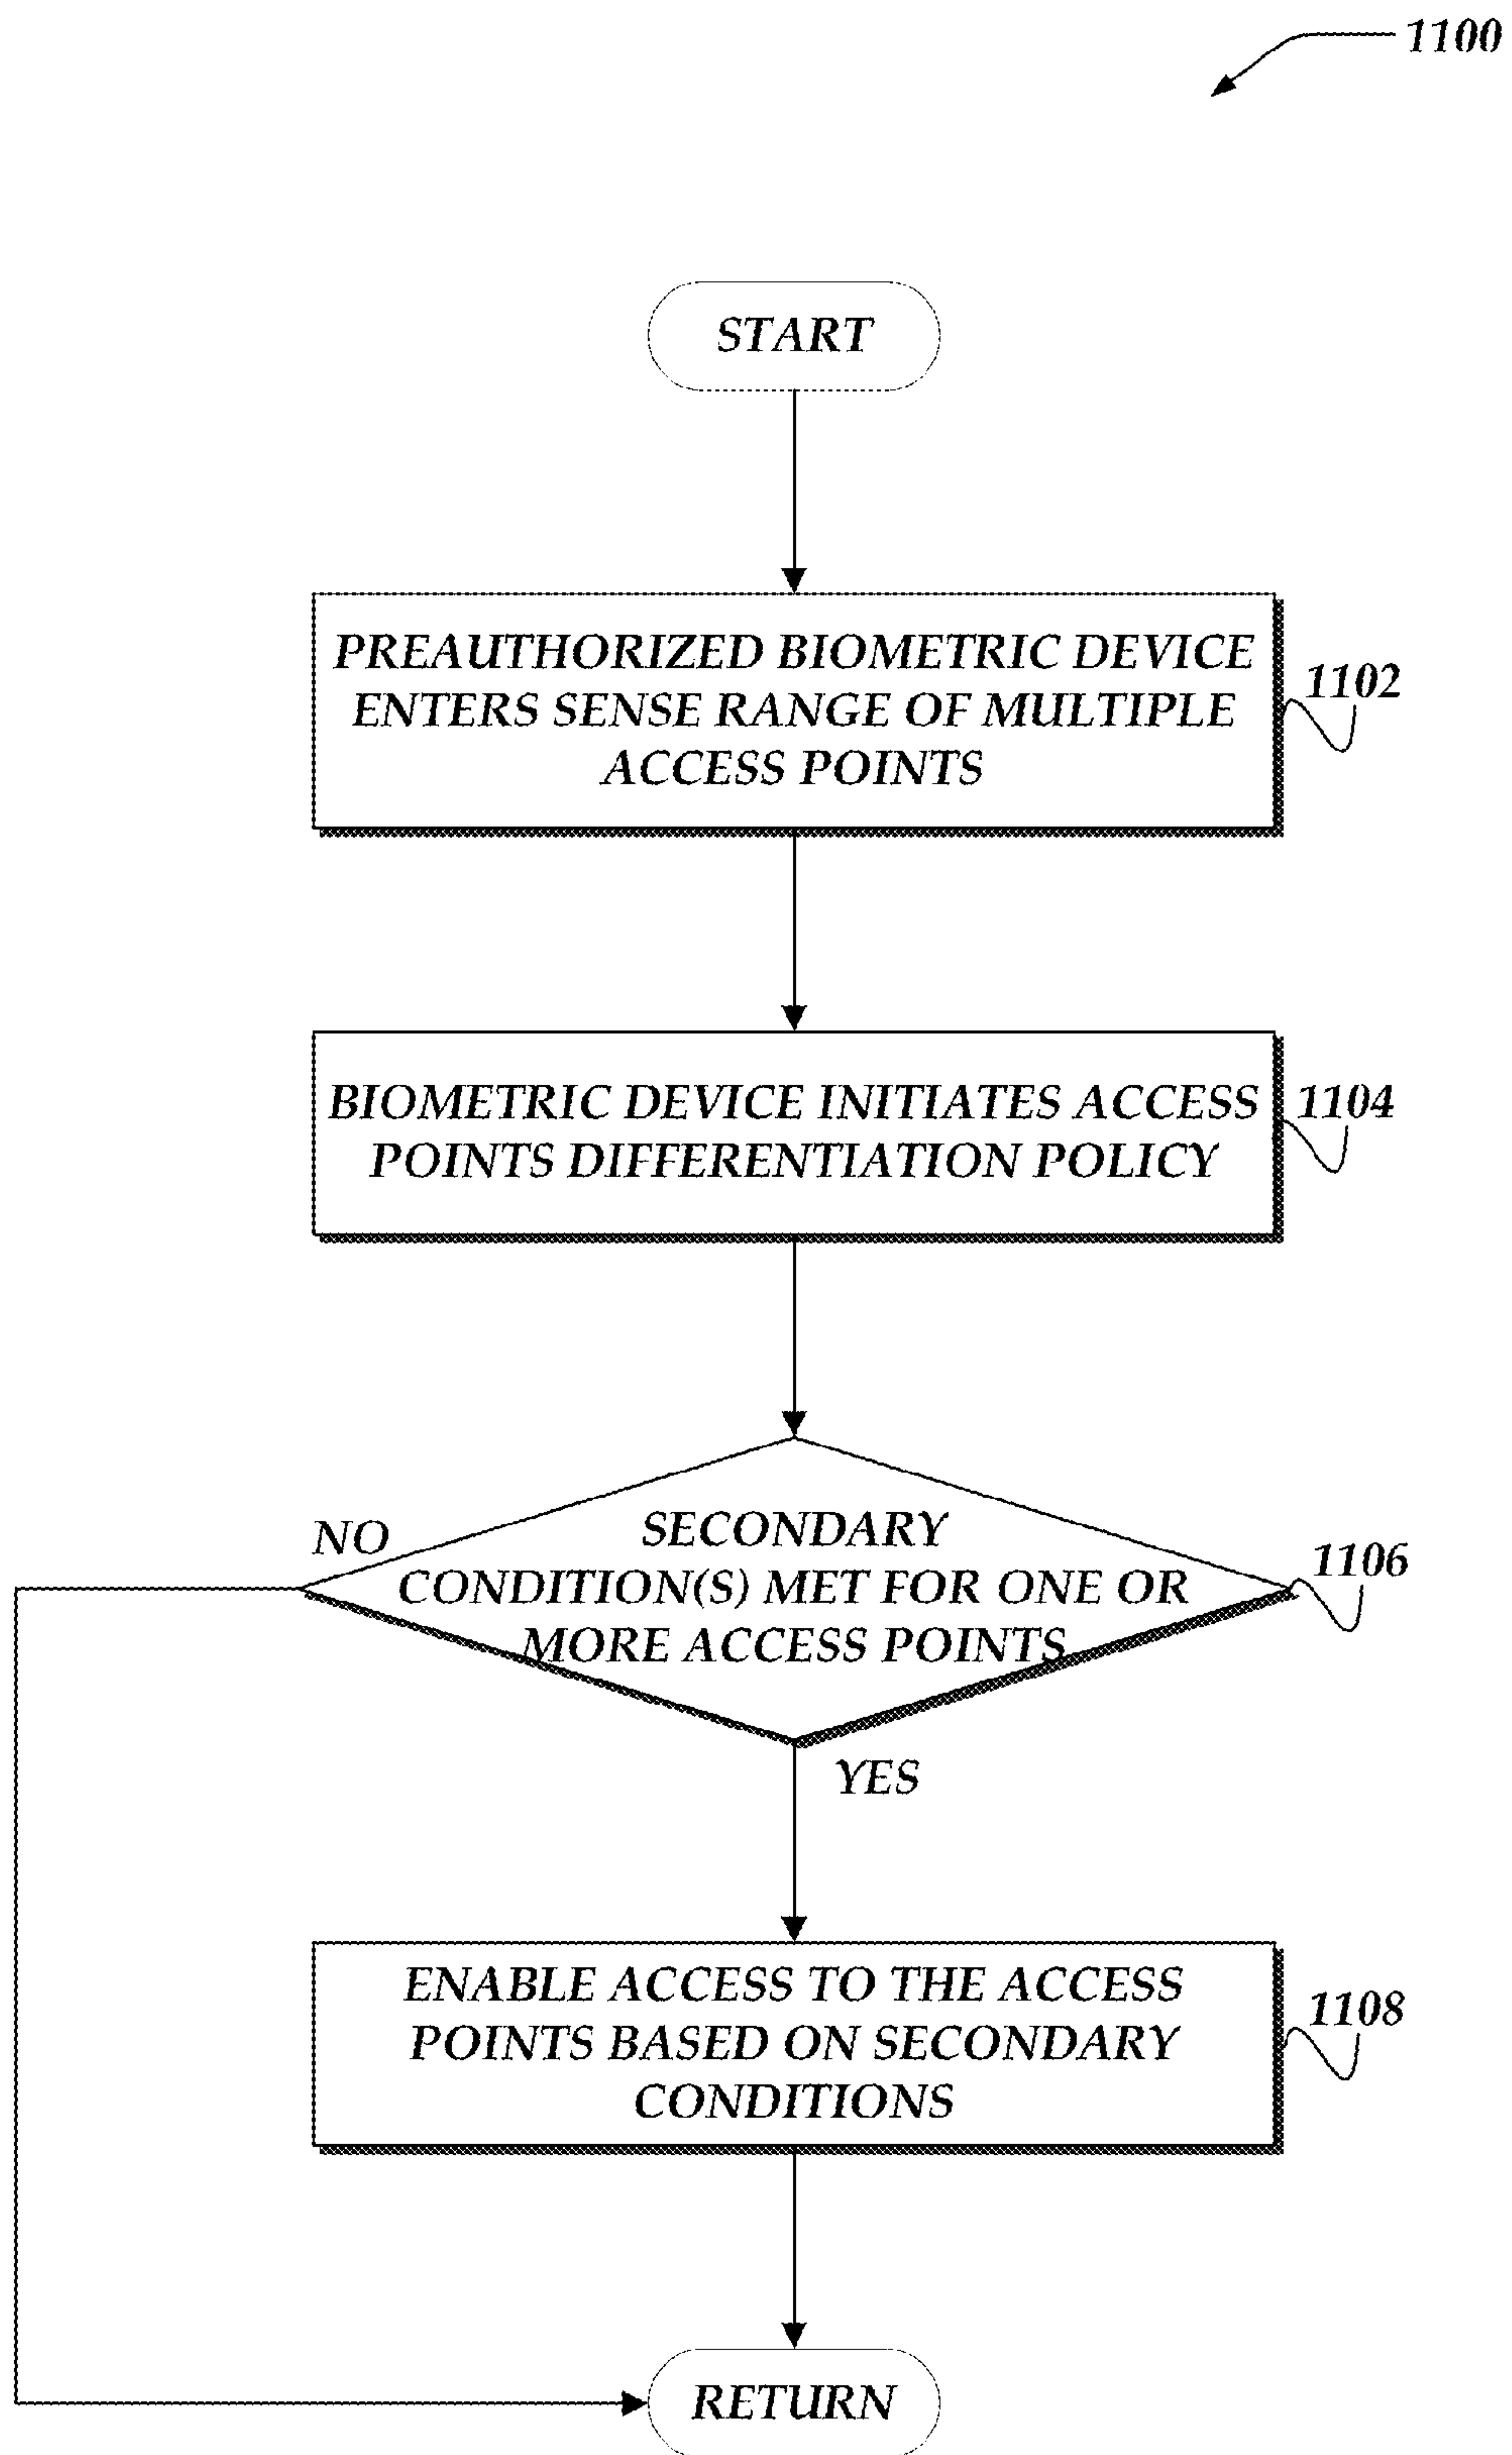 1100
START
PREAUTHORIZED BIOMETRIC DEVICE
ENTERS SENSE RANGE OF MULTIPLE
ACCESS POINTS
1102
BIOMETRIC DEVICE INITIATES ACCESS
POINTS DIFFERENTIATION POLICY
1104
NO
SECONDARY
CONDITION(S) MET FOR ONE OR
MORE ACCESS POINTS
1106
YES
ENABLE ACCESS TO THE ACCESS
POINTS BASED ON SECONDARY
CONDITIONS
1108
RETURN